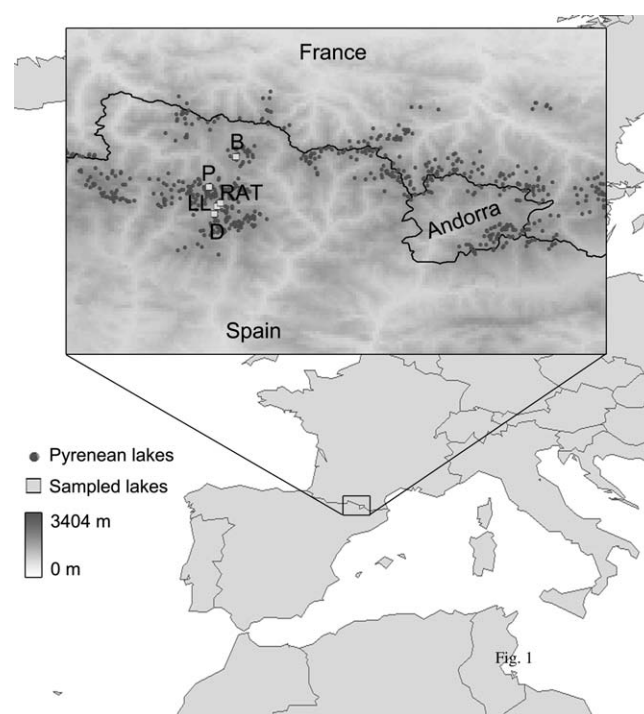 France
B
P
RAT
LL
D
Andorra
Spain
Pyrenean lakes
Sampled lakes
3404 m
0 m
Fig. 1